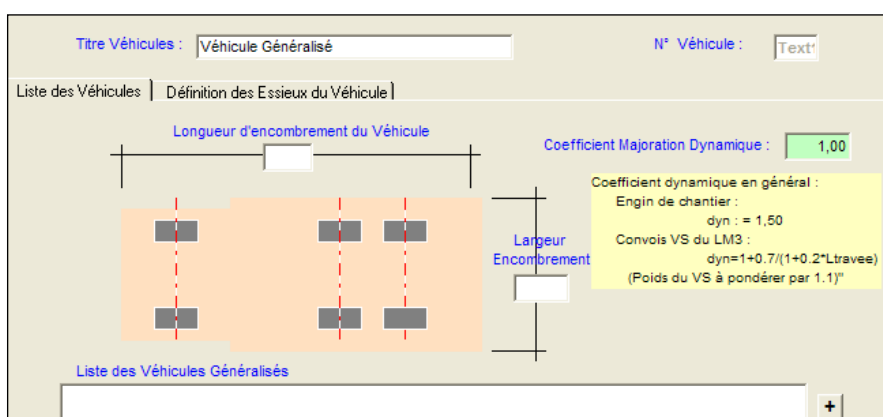 Titre Véhicules : Véhicule Généralisé N° Véhicule : Text
Liste des Véhicules Définition des Essieux du Véhicule
Longueur d'encombrement du Véhicule
Coefficient Majoration Dynamique : 1,00
Coefficient dynamique en général :
Engin de chantier :
dyn : = 1,50
Convois VS du LM3 :
dyn=1+0.7/(1+0.2*Ltravee)
(Poids du VS à pondérer par 1.1)"
Largeur
Encombrement
Liste des Véhicules Généralisés
+